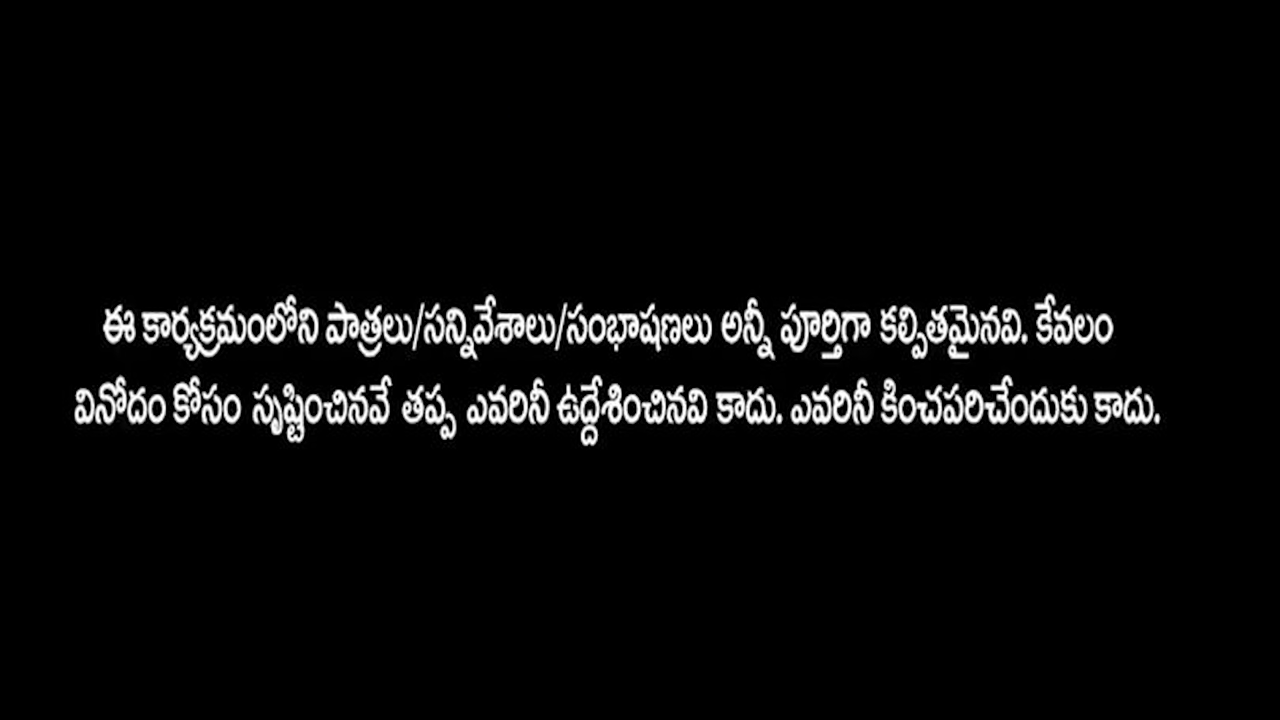 ఈ కార్యక్రమంలోని పాత్రలు/సన్నివేశాలు/సంభాషణలు అన్నీ పూర్తిగా కల్పితమైనవి. కేవలం
వినోదం కోసం సృష్టించినవే తప్ప ఎవరినీ ఉద్దేశించినవి కాదు. ఎవరినీ కించపరిచేందుకు కాదు.